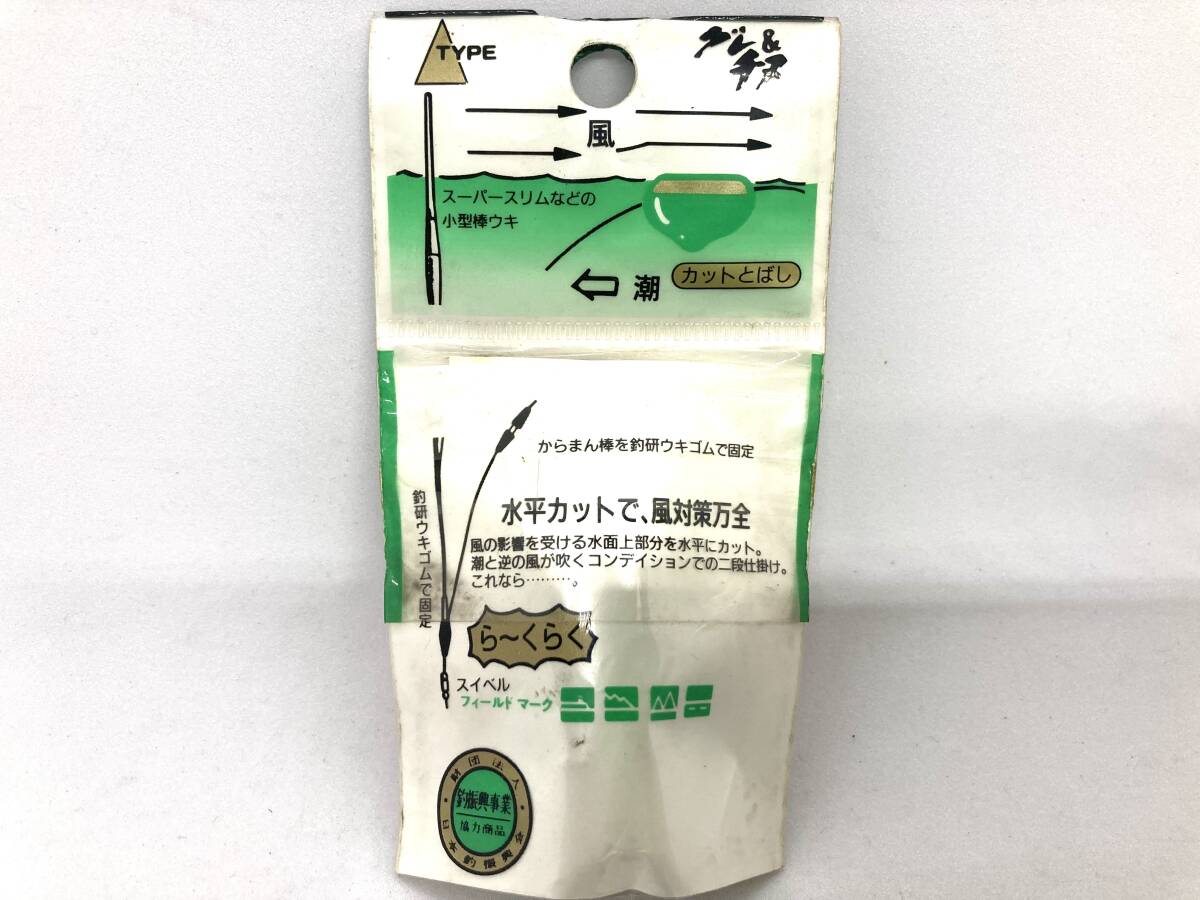 TYPE
グレ&
チヌ
風
スーパースリムなどの
小型棒ウキ
潮
カットとばし
からまん棒を釣研ウキゴムで固定
釣研ウキゴムで固定
水平カットで、風対策万全
風の影響を受ける水面上部分を水平にカット。
潮と逆の風が吹くコンデイションでの二段仕掛け。
これなら………。
ら〜くらく
スイベル
フィールドマーク
財団法人
釣振興事業
協力商品
日本釣振興会